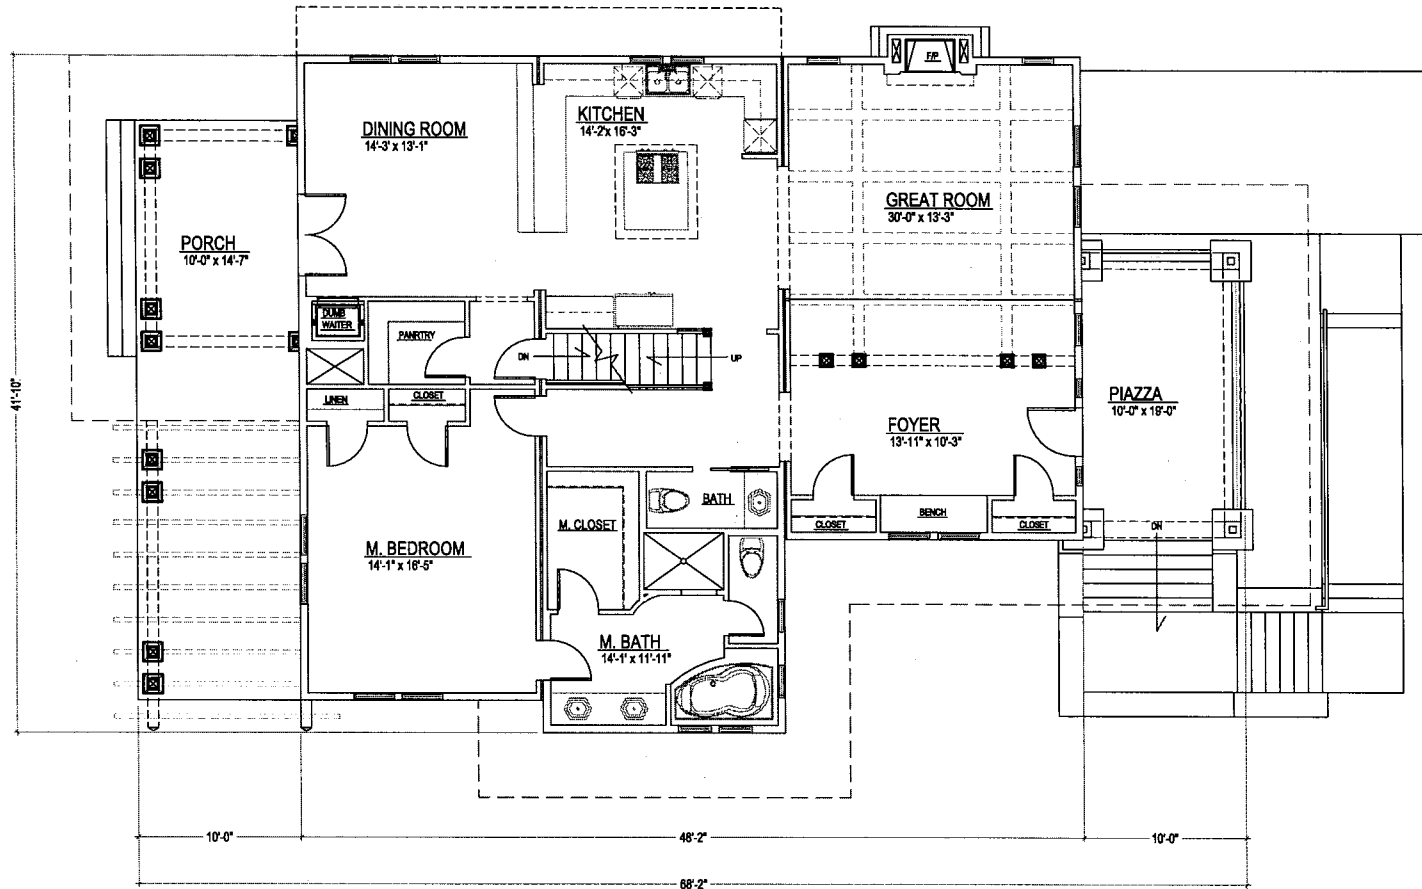 F/P
DINING ROOM
14'-3' x 13'-1"
KITCHEN
14'-2'x 16'-3"
GREAT ROOM
30'-0" x 13'-3"
PORCH
10'-0" x 14'-7"
DUMB
WAITER
PANRTRY
DN
UP
LINEN
CLOSET
PIAZZA
10'-0" x 19'-0"
FOYER
13'-11" x 10'-3"
41'-10"
BATH
M. CLOSET
CLOSET
BENCH
CLOSET
DN
M. BEDROOM
14'-1" x 16'-5"
M. BATH
14'-1' x 11'-11"
10'-0"
48'-2"
10'-0"
68'-2"